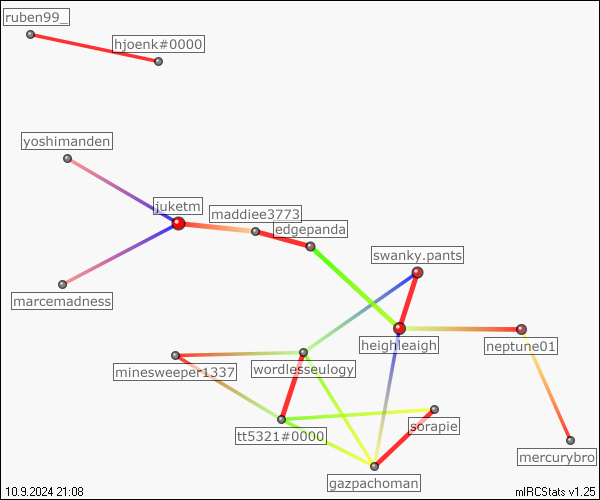 ruben99_
hjoenk#0000
yoshimanden
juketm
maddiee3773
edgepanda
swanky.pants
marcemadness
heighleaigh
neptune01
minesweeper1337
wordlesseulogy
sorapie
tt5321#0000
mercurybro
gazpachoman
10.9.2024 21:08
mIRCStats v1.25